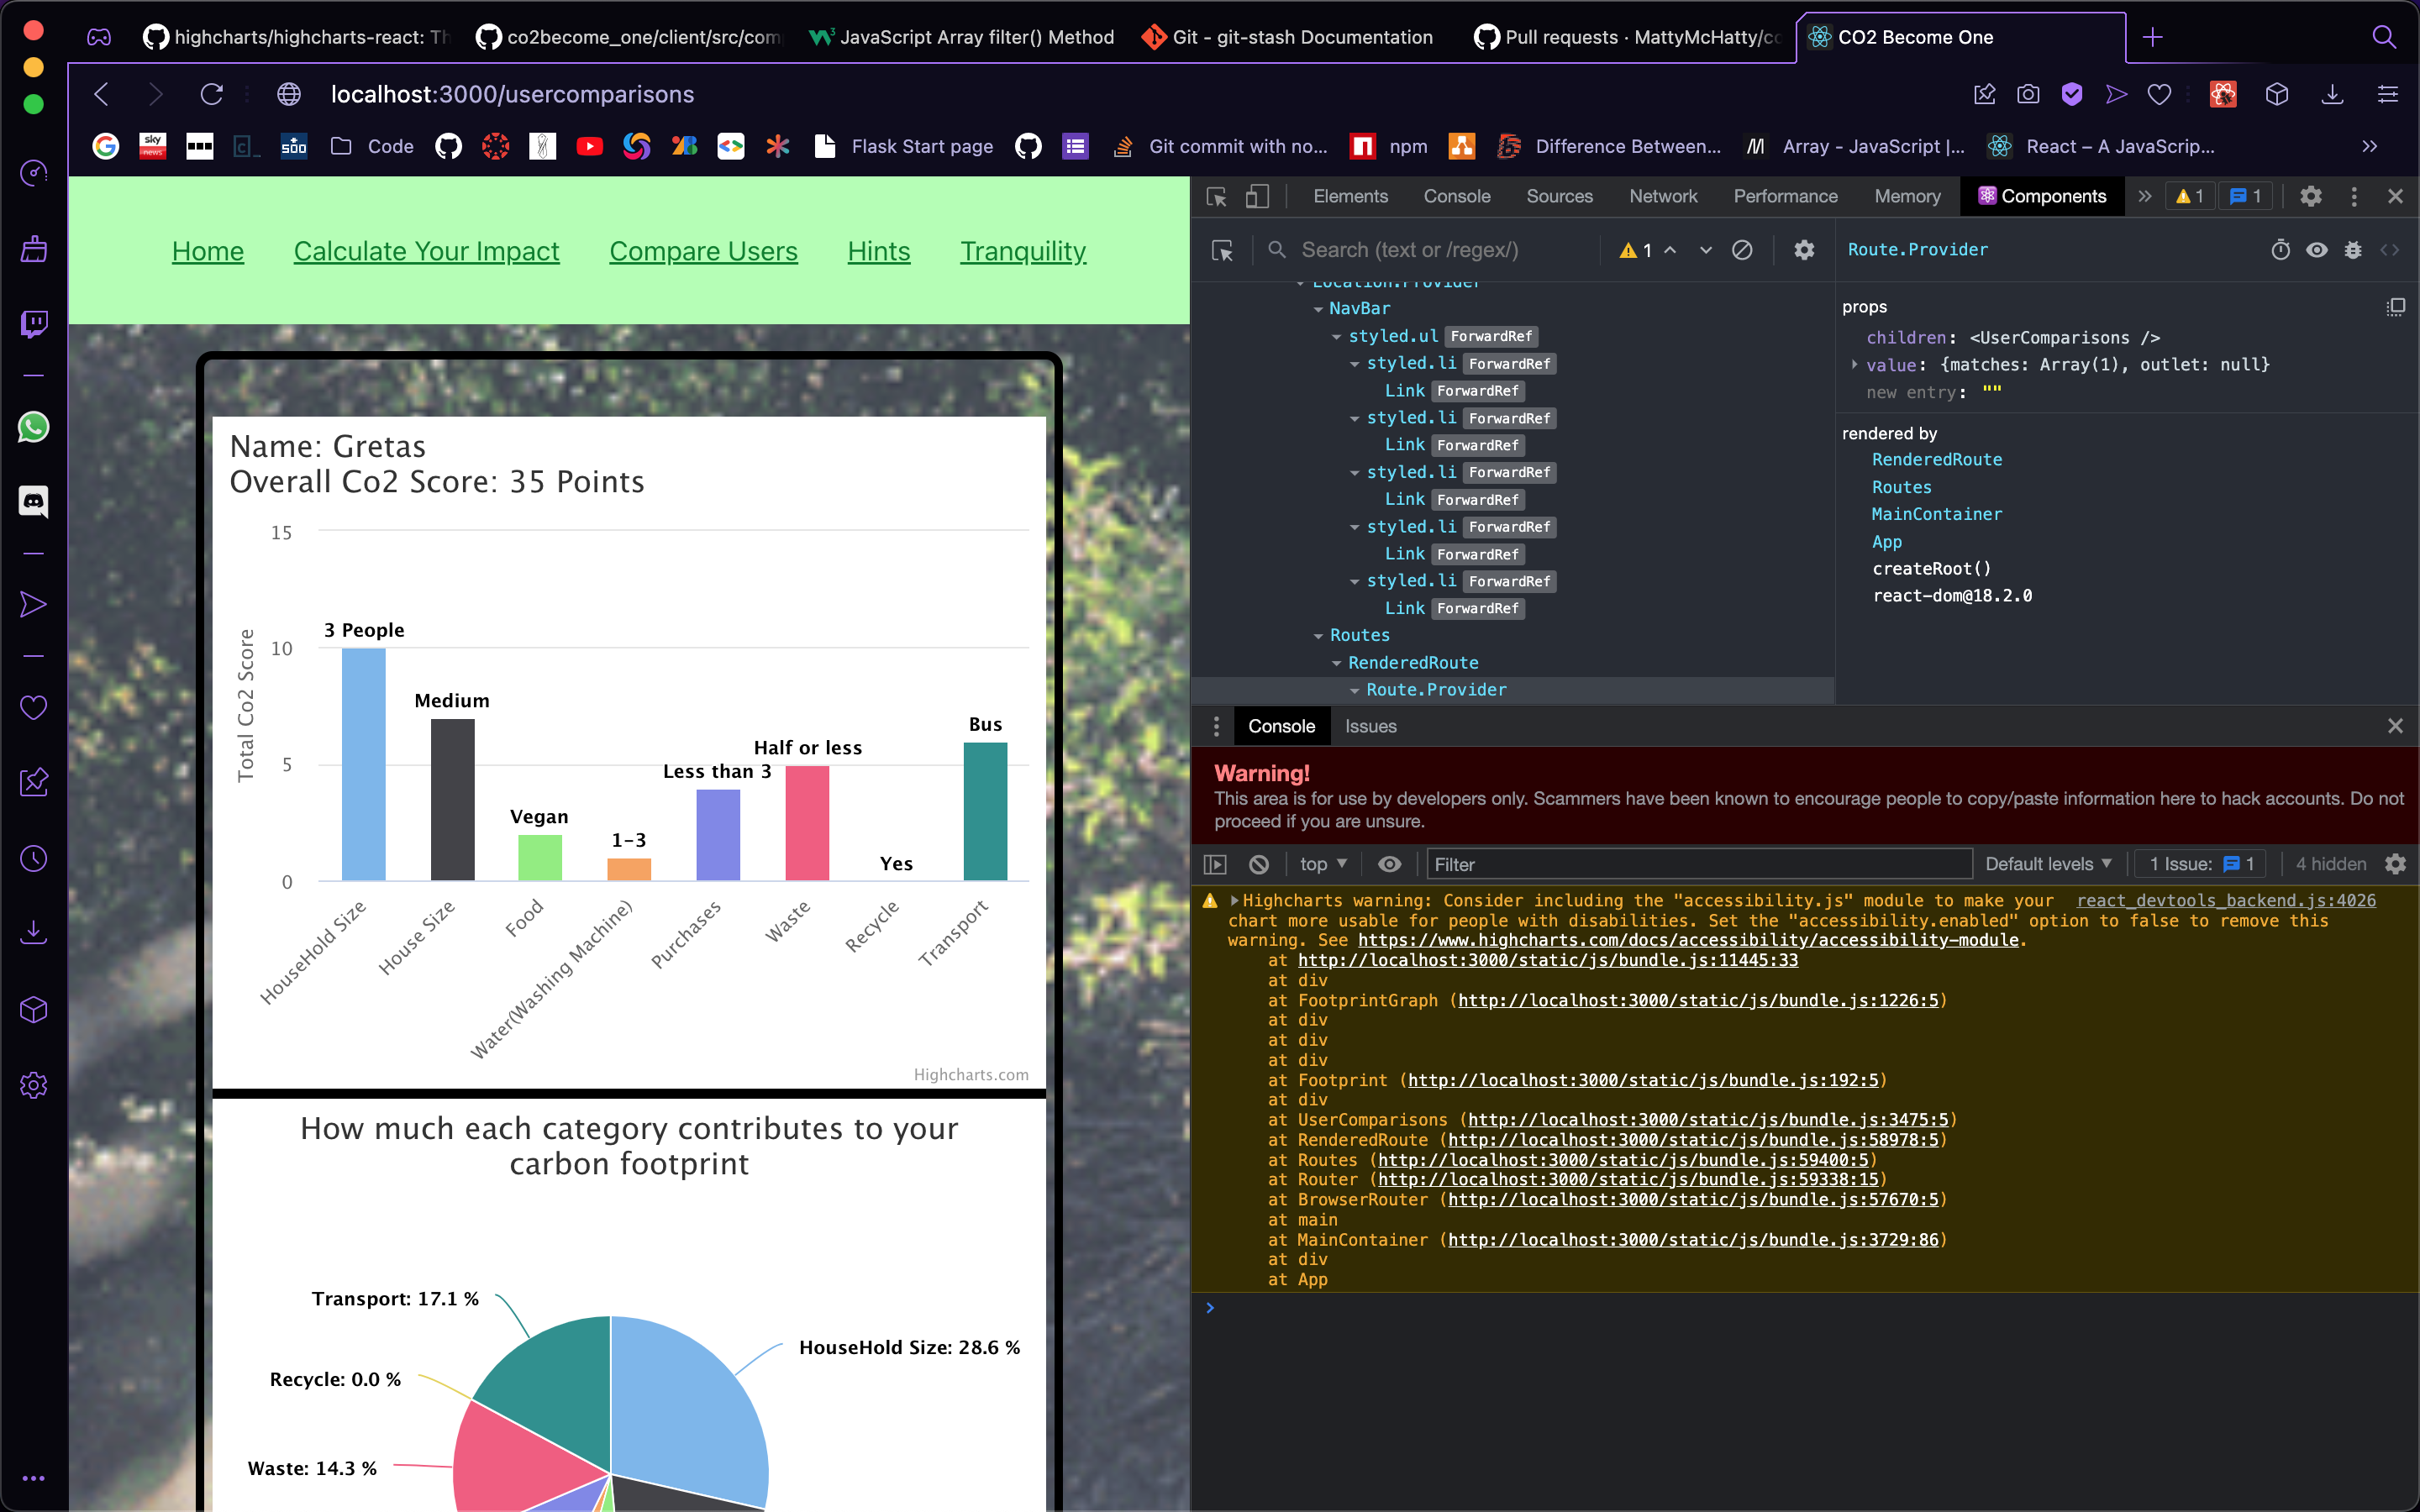 highcharts/highcharts-react: Th
co2become_one/client/src/com
JavaScript Array filter() Method
Git - git-stash Documentation
Pull requests · MattyMcHatty/co
CO2 Become One
localhost:3000/usercomparisons
sky news
Code
Flask Start page
Git commit with no...
npm
Difference Between...
Array - JavaScript |...
React – A JavaScrip...
Home
Calculate Your Impact
Compare Users
Hints
Tranquility
Name: Gretas
Overall Co2 Score: 35 Points
Total Co2 Score
15
10
5
0
3 People
Medium
Vegan
1-3
Less than 3
Half or less
Yes
Bus
HouseHold Size
House Size
Food
Water(Washing Machine)
Purchases
Waste
Recycle
Transport
Highcharts.com
How much each category contributes to your
carbon footprint
Transport: 17.1 %
HouseHold Size: 28.6 %
Recycle: 0.0 %
Waste: 14.3 %
Elements
Console
Sources
Network
Performance
Memory
Components
1
1
Search (text or /regex/)
1
Location.Provider
NavBar
styled.ul ForwardRef
styled.li ForwardRef
Link ForwardRef
styled.li ForwardRef
Link ForwardRef
styled.li ForwardRef
Link ForwardRef
styled.li ForwardRef
Link ForwardRef
styled.li ForwardRef
Link ForwardRef
Routes
RenderedRoute
Route.Provider
Route.Provider
props
children: <UserComparisons />
value: {matches: Array(1), outlet: null}
new entry: ""
rendered by
RenderedRoute
Routes
MainContainer
App
createRoot()
react-dom@18.2.0
Console
Issues
Warning!
This area is for use by developers only. Scammers have been known to encourage people to copy/paste information here to hack accounts. Do not
proceed if you are unsure.
top
Filter
Default levels
1 Issue: 1
4 hidden
Highcharts warning: Consider including the "accessibility.js" module to make your react_devtools_backend.js:4026
chart more usable for people with disabilities. Set the "accessibility.enabled" option to false to remove this
warning. See https://www.highcharts.com/docs/accessibility/accessibility-module.
at http://localhost:3000/static/js/bundle.js:11445:33
at div
at FootprintGraph (http://localhost:3000/static/js/bundle.js:1226:5)
at div
at div
at div
at Footprint (http://localhost:3000/static/js/bundle.js:192:5)
at div
at UserComparisons (http://localhost:3000/static/js/bundle.js:3475:5)
at RenderedRoute (http://localhost:3000/static/js/bundle.js:58978:5)
at Routes (http://localhost:3000/static/js/bundle.js:59400:5)
at Router (http://localhost:3000/static/js/bundle.js:59338:15)
at BrowserRouter (http://localhost:3000/static/js/bundle.js:57670:5)
at main
at MainContainer (http://localhost:3000/static/js/bundle.js:3729:86)
at div
at App